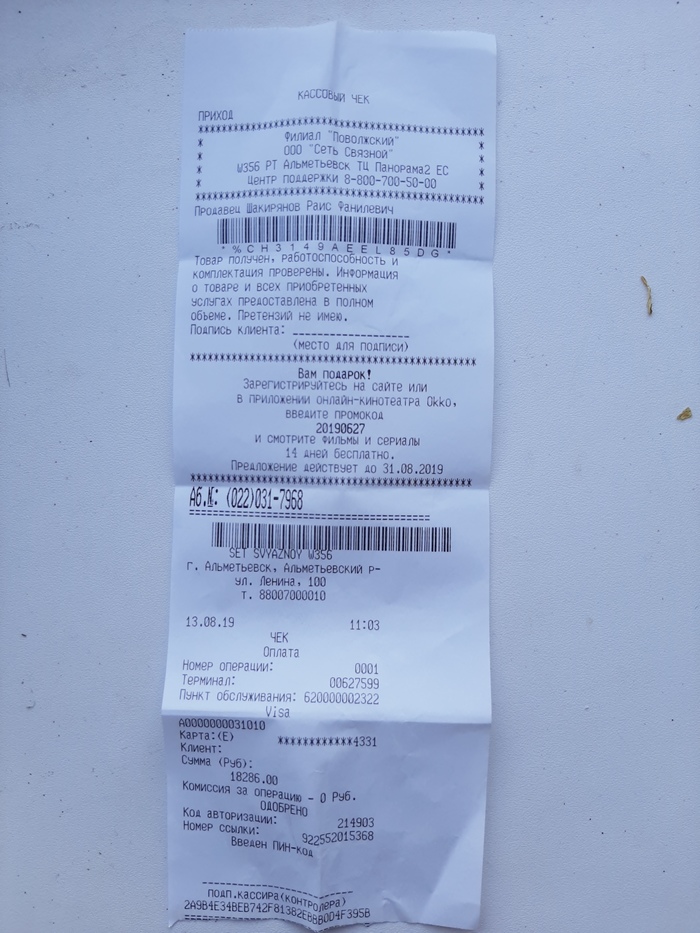 КАССОВЫЙ ЧЕК
ПРИХОД
************************************
* Филиал "Поволжский" *
* ООО "Сеть Связной" *
* W356 РТ Альметьевск ТЦ Панорама2 ЕС *
* Центр поддержки 8-800-700-50-00 *
************************************
Продавец Шакирянов Раис Фанилевич
*%CH3149AEEL85DG*
Товар получен, работоспособность и
комплектация проверены. Информация
о товаре и всех приобретенных
услугах предоставлена в полном
объеме. Претензий не имею.
Подпись клиента: ________________
(место для подписи)
************************************
Вам подарок!
Зарегистрируйтесь на сайте или
в приложении онлайн-кинотеатра Okko,
введите промокод
20190627
и смотрите фильмы и сериалы
14 дней бесплатно.
Предложение действует до 31.08.2019
************************************
Аб.№: (022)031-7968
================================
SET SVYAZNOY W356
г. Альметьевск, Альметьевский р-
ул. Ленина, 100
т. 88007000010
13.08.19 11:03
ЧЕК
Оплата
Номер операции: 0001
Терминал: 00627599
Пункт обслуживания: 620000002322
Visa
A0000000031010
Карта:(E) ************4331
Клиент:
Сумма (Руб):
18286.00
Комиссия за операцию - 0 Руб.
ОДОБРЕНО
Код авторизации: 214903
Номер ссылки: 922552015368
Введен ПИН-код
подп.кассира(контролера)